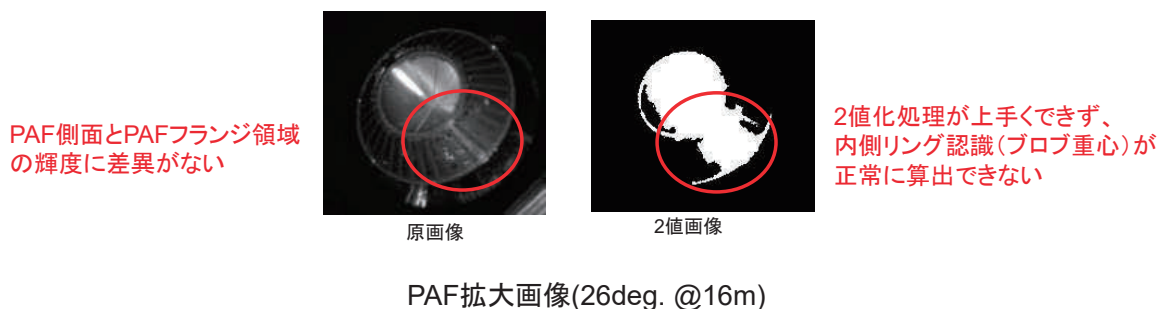 PAF側面とPAFフランジ領域
の輝度に差異がない
2値化処理が上手くできず、
内側リング認識(ブロブ重心)が
正常に算出できない
原画像
2値画像
PAF拡大画像(26deg. @16m)